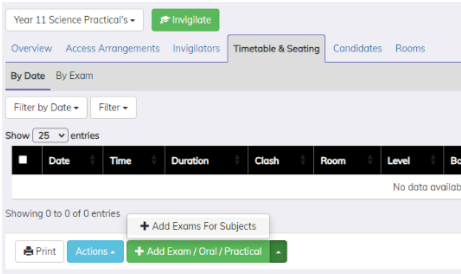 Year 11 Science Practical's Invigilate
Overview Access Arrangements Invigilators Timetable & Seating Candidates Rooms
By Date By Exam
Filter by Date Filter
Show 25 entries
Date Time Duration Clash Room Level
No data
Showing 0 to 0 of 0 entries
Add Exams For Subjects
Print Actions Add Exam / Oral / Practical